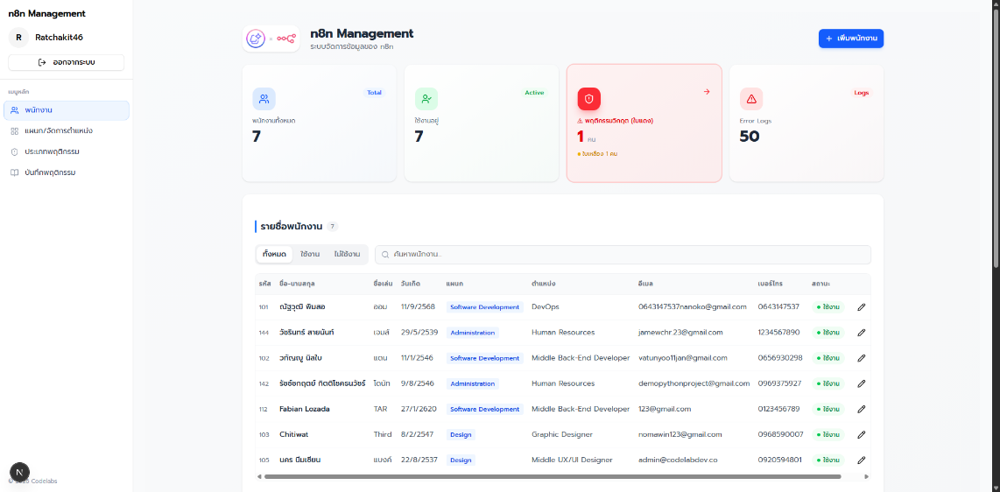 n8n Management
R Ratchakit46
ออกจากระบบ
เมนูหลัก
พนักงาน
แผนก/จัดการตำแหน่ง
ประเภทพฤติกรรม
บันทึกพฤติกรรม
N
Codelabs
n8n Management
ระบบจัดการข้อมูลของ n8n
+ เพิ่มพนักงาน
Total
พนักงานทั้งหมด
7
Active
ใช้งานอยู่
7
พฤติกรรมวิกฤต (ใบแดง)
1 คน
ใบเหลือง 1 คน
Logs
Error Logs
50
รายชื่อพนักงาน 7
ทั้งหมด ใช้งาน ไม่ใช้งาน ค้นหาพนักงาน...
รหัส ชื่อ-นามสกุล ชื่อเล่น วันเกิด แผนก ตำแหน่ง อีเมล เบอร์โทร สถานะ
101 ณัฐวุฒิ พิมสอ ออม 11/9/2568 Software Development DevOps 0643147537nanoko@gmail.com 0643147537 ใช้งาน
144 วัชรินทร์ สายนันท์ เจมส์ 29/5/2539 Administration Human Resources jamewchr.23@gmail.com 1234567890 ใช้งาน
102 วทัญญู นิลใบ แดน 11/1/2546 Software Development Middle Back-End Developer vatunyoo11jan@gmail.com 0656930298 ใช้งาน
142 รัชช์ชกฤตย์ กิตติโชครนวัชร์ โดนัท 9/8/2546 Administration Human Resources demopythonproject@gmail.com 0969375927 ใช้งาน
112 Fabian Lozada TAR 27/1/2620 Software Development Middle Back-End Developer 123@gmail.com 0123456789 ใช้งาน
103 Chitiwat Third 8/2/2547 Design Graphic Designer nomawin123@gmail.com 0968590007 ใช้งาน
105 นคร นึมเซียน แบงค์ 22/8/2537 Design Middle UX/UI Designer admin@codelabdev.co 0920594801 ใช้งาน